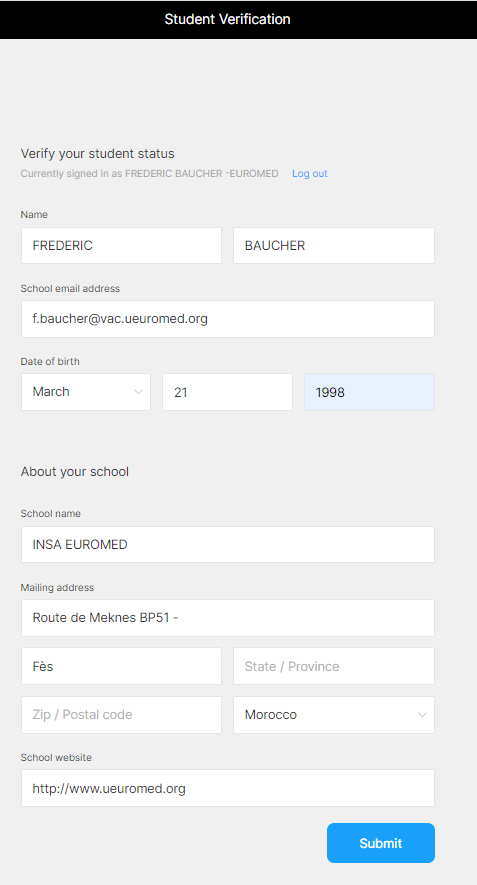 Student Verification
Verify your student status
Currently signed in as FREDERIC BAUCHER -EUROMED Log out
Name
FREDERIC BAUCHER
School email address
f.baucher@vac.ueuromed.org
Date of birth
March 21 1998
About your school
School name
INSA EUROMED
Mailing address
Route de Meknes BP51 -
Fès State / Province
Zip / Postal code Morocco
School website
http://www.ueuromed.org
Submit